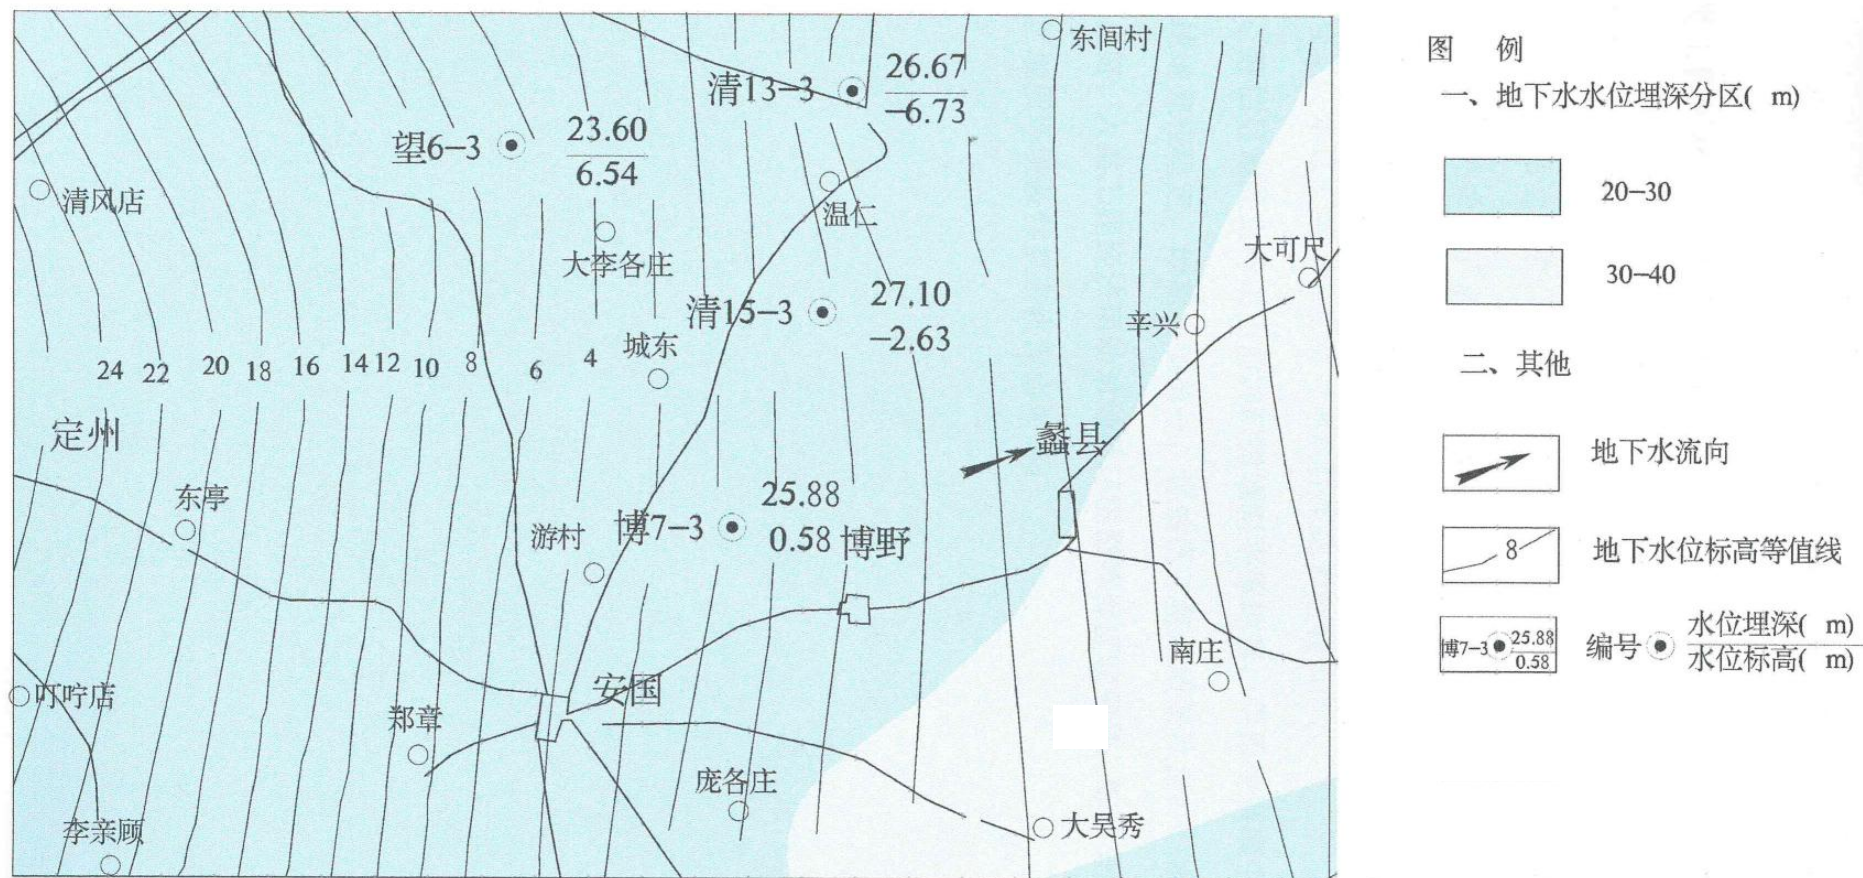 东闾村
清13-3
26.67
-6.73
望6-3
23.60
6.54
清风店
温仁
大李各庄
大可尺
清15-3
27.10
-2.63
辛兴
城东
24 22 20 18 16 14 12 10 8 6 4
定州
蠡县
东亭
游村
博7-3
25.88
0.58
博野
南庄
叮咛店
安国
郑章
庞各庄
李亲顾
大吴秀
图 例
一、地下水水位埋深分区( m)
20-30
30-40
二、其他
地下水流向
8
地下水位标高等值线
博7-3
25.88
0.58
编号
水位埋深( m)
水位标高( m)